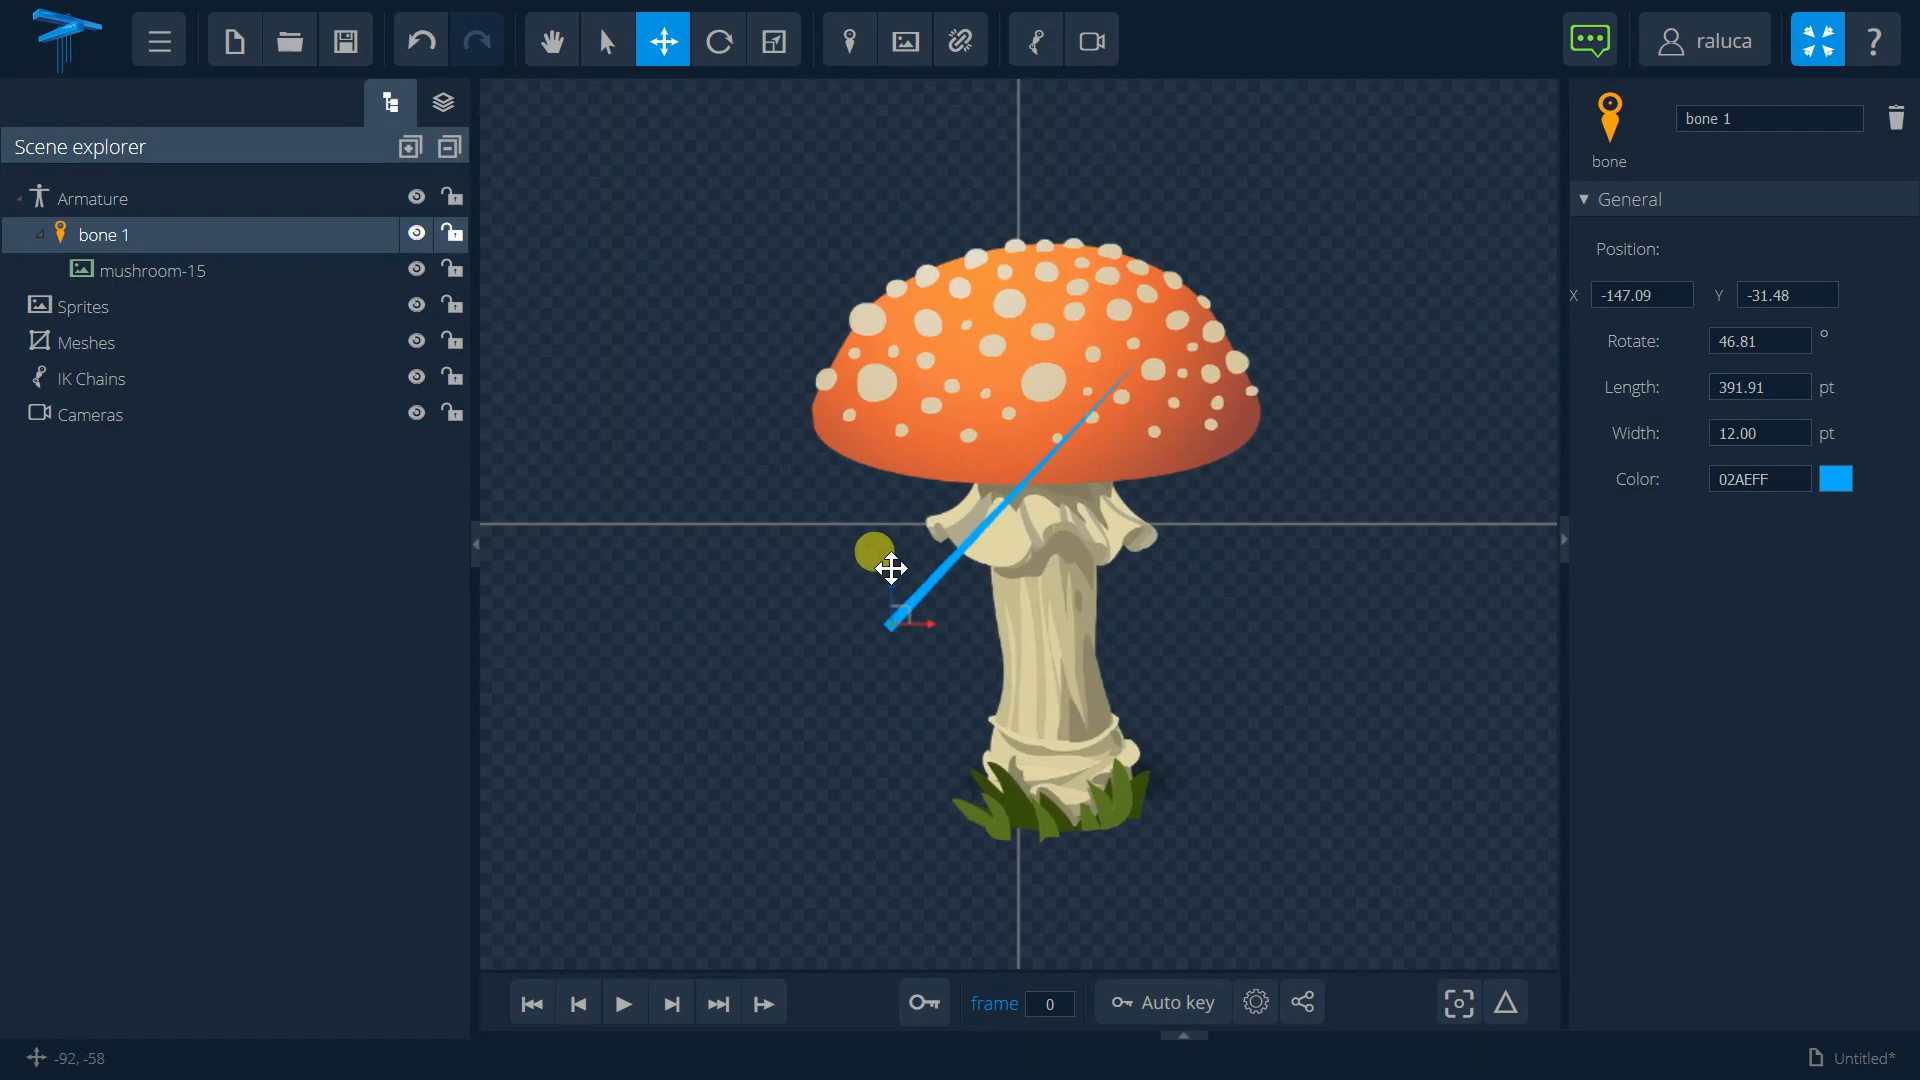 raluca
?
Scene explorer
Armature
bone 1
mushroom-15
Sprites
Meshes
IK Chains
Cameras
bone 1
bone
General
Position:
X -147.09 Y -31.48
Rotate: 46.81 °
Length: 391.91 pt
Width: 12.00 pt
Color: 02AEFF
frame 0 Auto key
-92, -58
Untitled*